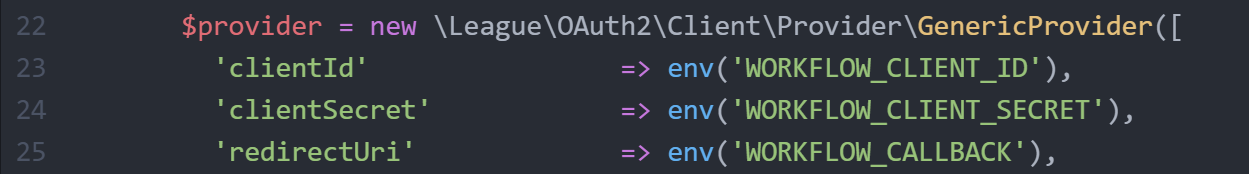 22 $provider = new \League\OAuth2\Client\Provider\GenericProvider([
23 'clientId' => env('WORKFLOW_CLIENT_ID'),
24 'clientSecret' => env('WORKFLOW_CLIENT_SECRET'),
25 'redirectUri' => env('WORKFLOW_CALLBACK'),